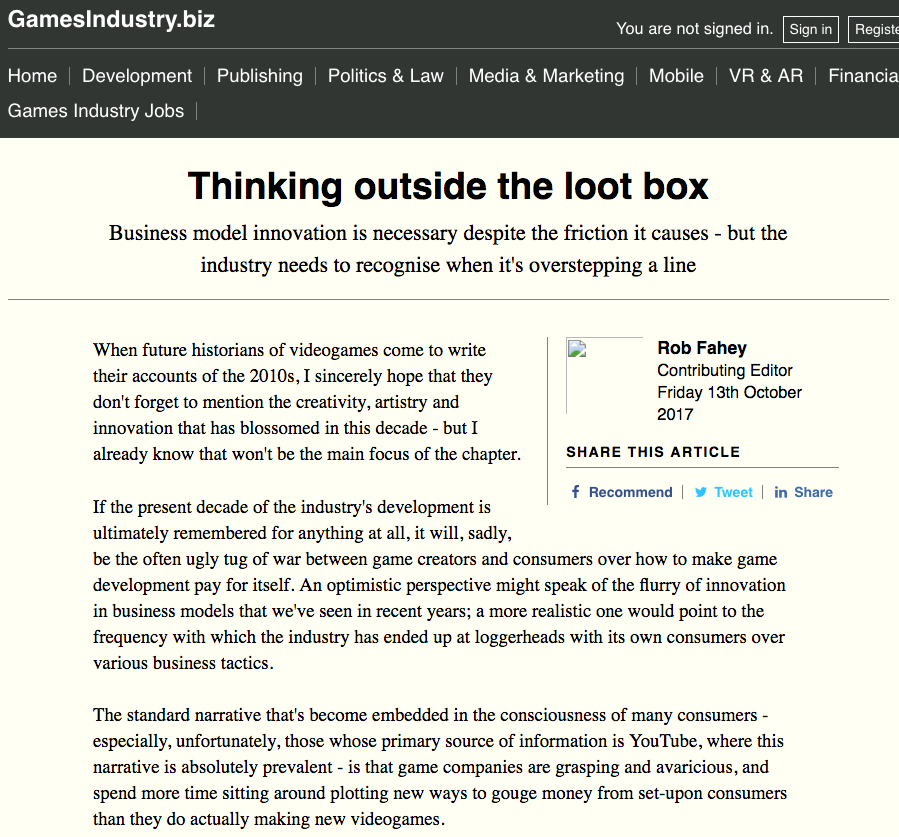 GamesIndustry.biz
You are not signed in. Sign in Registe
Home Development Publishing Politics & Law Media & Marketing Mobile VR & AR Financia
Games Industry Jobs
Thinking outside the loot box
Business model innovation is necessary despite the friction it causes - but the
industry needs to recognise when it's overstepping a line
When future historians of videogames come to write
their accounts of the 2010s, I sincerely hope that they
don't forget to mention the creativity, artistry and
innovation that has blossomed in this decade - but I
already know that won't be the main focus of the chapter.
Rob Fahey
Contributing Editor
Friday 13th October
2017
SHARE THIS ARTICLE
Recommend Tweet Share
If the present decade of the industry's development is
ultimately remembered for anything at all, it will, sadly,
be the often ugly tug of war between game creators and consumers over how to make game
development pay for itself. An optimistic perspective might speak of the flurry of innovation
in business models that we've seen in recent years; a more realistic one would point to the
frequency with which the industry has ended up at loggerheads with its own consumers over
various business tactics.
The standard narrative that's become embedded in the consciousness of many consumers -
especially, unfortunately, those whose primary source of information is YouTube, where this
narrative is absolutely prevalent - is that game companies are grasping and avaricious, and
spend more time sitting around plotting new ways to gouge money from set-upon consumers
than they do actually making new videogames.